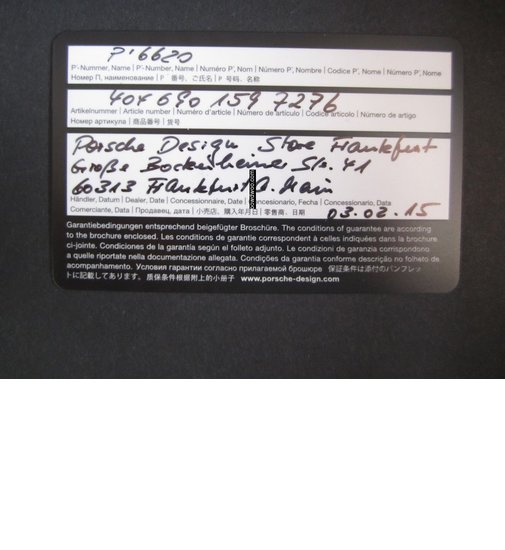 P'6620
P'-Nummer, Name | P'-Number, Name | Numéro P', Nom | Número P', Nombre | Codice P', Nome | Número P', Nome
Номер П, наименование | P' 番号、ご氏名 | P' 号码、名称
404 690 159 7276
Artikelnummer | Article number | Numéro d'article | Número de artículo | Codice articolo | Número de artigo
Номер артикула | 商品番号 | 货号
Porsche Design Store Frankfurt
Große Bockenheimer Str. 41
60313 Frankfurt a. Main
Händler, Datum | Dealer, Date | Concessionnaire, Date | Concesionario, Fecha | Concessionario, Data
Comerciante, Data | Продавец, дата | 小売店、購入年月日 | 零售商、日期 03.02.15
Garantiebedingungen entsprechend beigefügter Broschüre. The conditions of guarantee are according
to the brochure enclosed. Les conditions de garantie correspondent à celles indiquées dans la brochure
ci-jointe. Condiciones de la garantía según el folleto adjunto. Le condizioni di garanzia corrispondono
a quelle riportate nella documentazione allegata. Condição da garantia conforme descrição no folheto de
acompanhamento. Условия гарантии согласно прилагаемой брошюре 保証条件は添付のパンフレッ
トに記載してあります。 质保条件根据附上的小册子 www.porsche-design.com